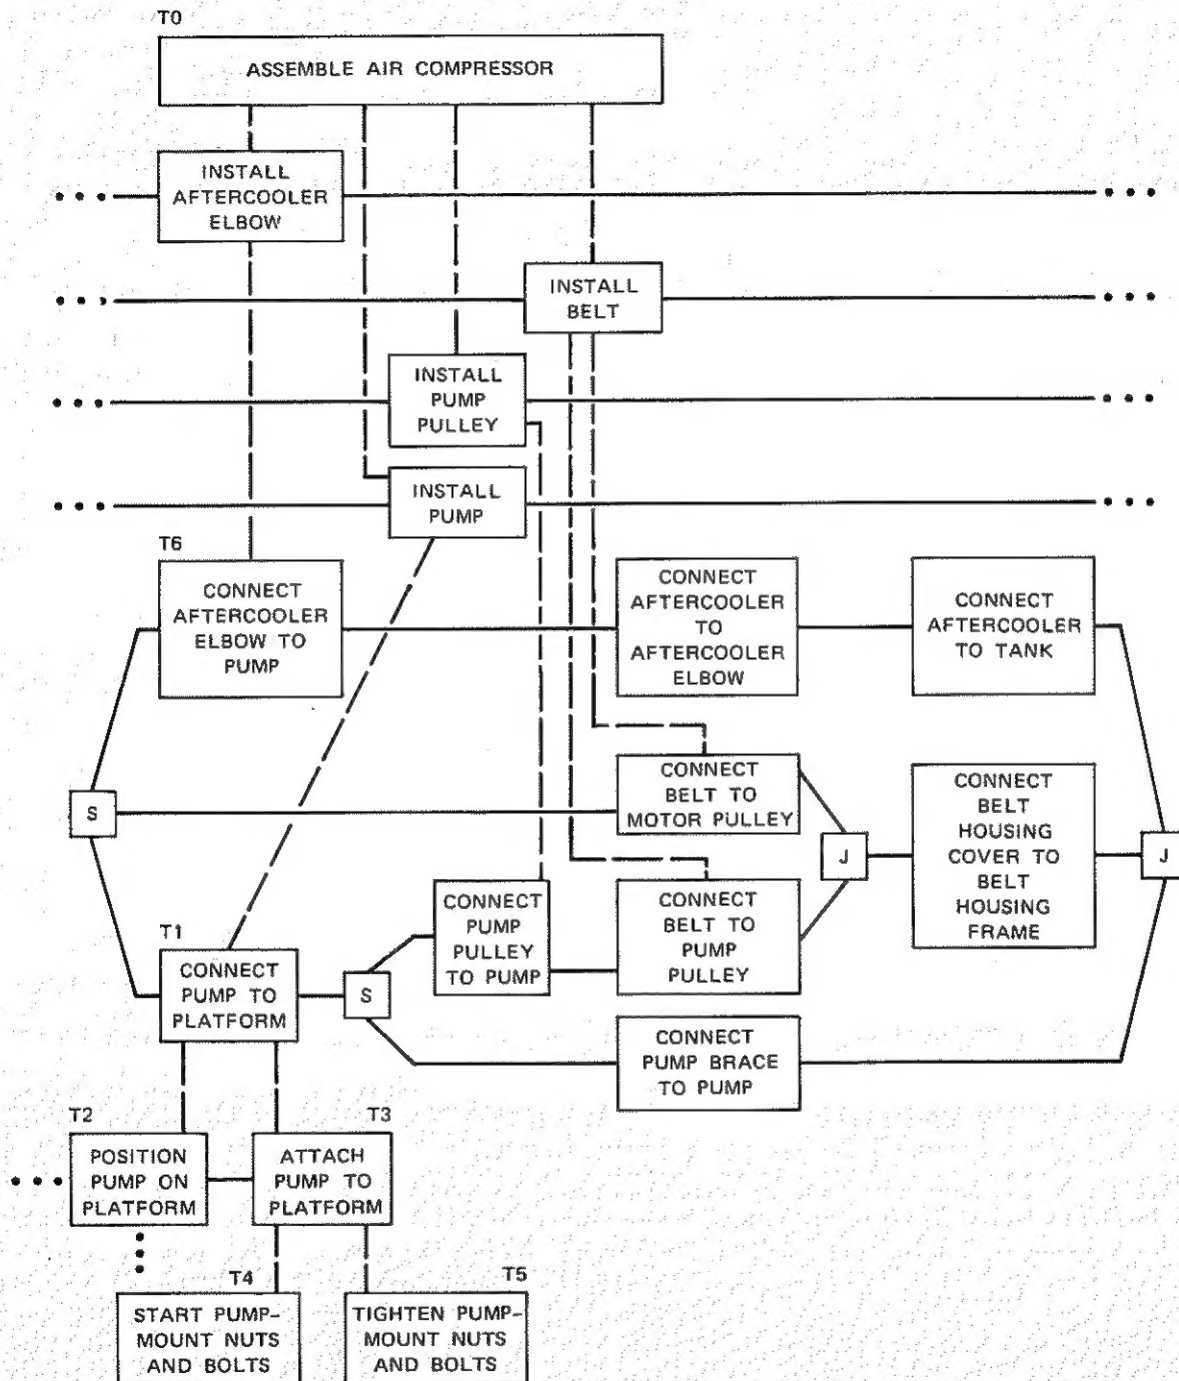 T0
ASSEMBLE AIR COMPRESSOR
INSTALL
AFTERCOOLER
ELBOW
INSTALL
BELT
INSTALL
PUMP
PULLEY
INSTALL
PUMP
T6
CONNECT
AFTERCOOLER
ELBOW TO
PUMP
CONNECT
AFTERCOOLER
TO
AFTERCOOLER
ELBOW
CONNECT
AFTERCOOLER
TO TANK
S
CONNECT
BELT TO
MOTOR PULLEY
J
CONNECT
BELT
HOUSING
COVER TO
BELT
HOUSING
FRAME
J
T1
CONNECT
PUMP TO
PLATFORM
S
CONNECT
PUMP
PULLEY
TO PUMP
CONNECT
BELT TO
PUMP
PULLEY
CONNECT
PUMP BRACE
TO PUMP
T2
POSITION
PUMP ON
PLATFORM
T3
ATTACH
PUMP TO
PLATFORM
T4
START PUMP-
MOUNT NUTS
AND BOLTS
T5
TIGHTEN PUMP-
MOUNT NUTS
AND BOLTS